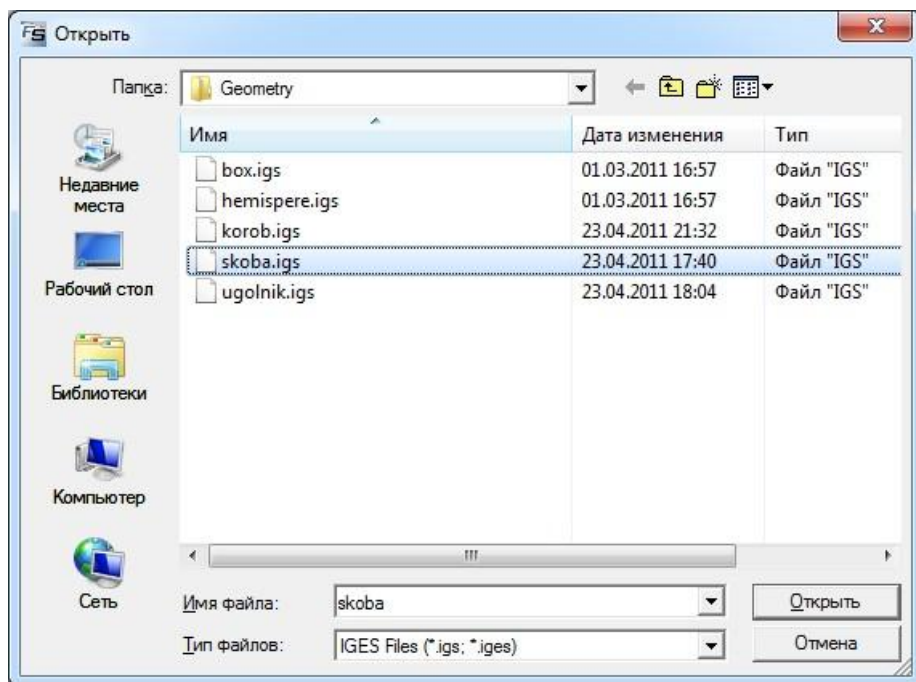 FS Открыть
Папка: Geometry
Имя Дата изменения Тип
box.igs 01.03.2011 16:57 Файл "IGS"
hemispere.igs 01.03.2011 16:57 Файл "IGS"
korob.igs 23.04.2011 21:32 Файл "IGS"
skoba.igs 23.04.2011 17:40 Файл "IGS"
ugolnik.igs 23.04.2011 18:04 Файл "IGS"
Недавние
места
Рабочий стол
Библиотеки
Компьютер
Сеть
Имя файла: skoba Открыть
Тип файлов: IGES Files (*.igs; *.iges) Отмена